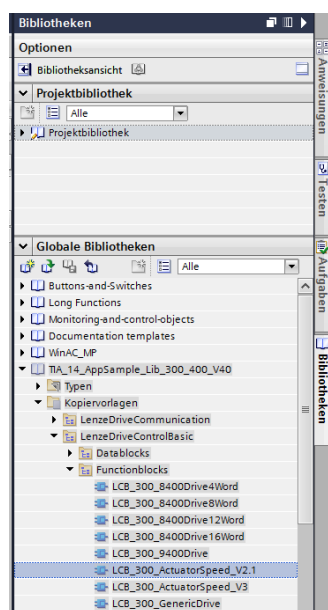 Bibliotheken
Optionen
Bibliotheksansicht
Projektbibliothek
Alle
Projektbibliothek
Globale Bibliotheken
Alle
Buttons-and-Switches
Long Functions
Monitoring-and-control-objects
Documentation templates
WinAC_MP
TIA_14_AppSample_Lib_300_400_V40
Typen
Kopiervorlagen
LenzeDriveCommunication
LenzeDriveControlBasic
Datablocks
Functionblocks
LCB_300_8400Drive4Word
LCB_300_8400Drive8Word
LCB_300_8400Drive12Word
LCB_300_8400Drive16Word
LCB_300_9400Drive
LCB_300_ActuatorSpeed_V2.1
LCB_300_ActuatorSpeed_V3
LCB_300_GenericDrive
Anweisungen
Testen
Aufgaben
Bibliotheken